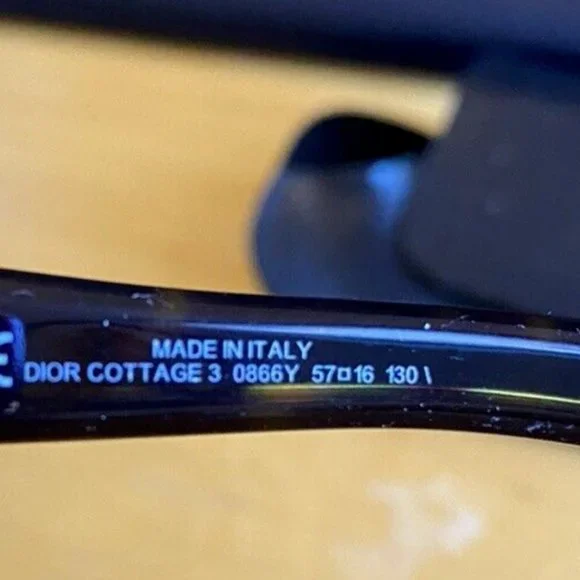 MADE IN ITALY
DIOR COTTAGE 3 0866Y 57□16 130 \